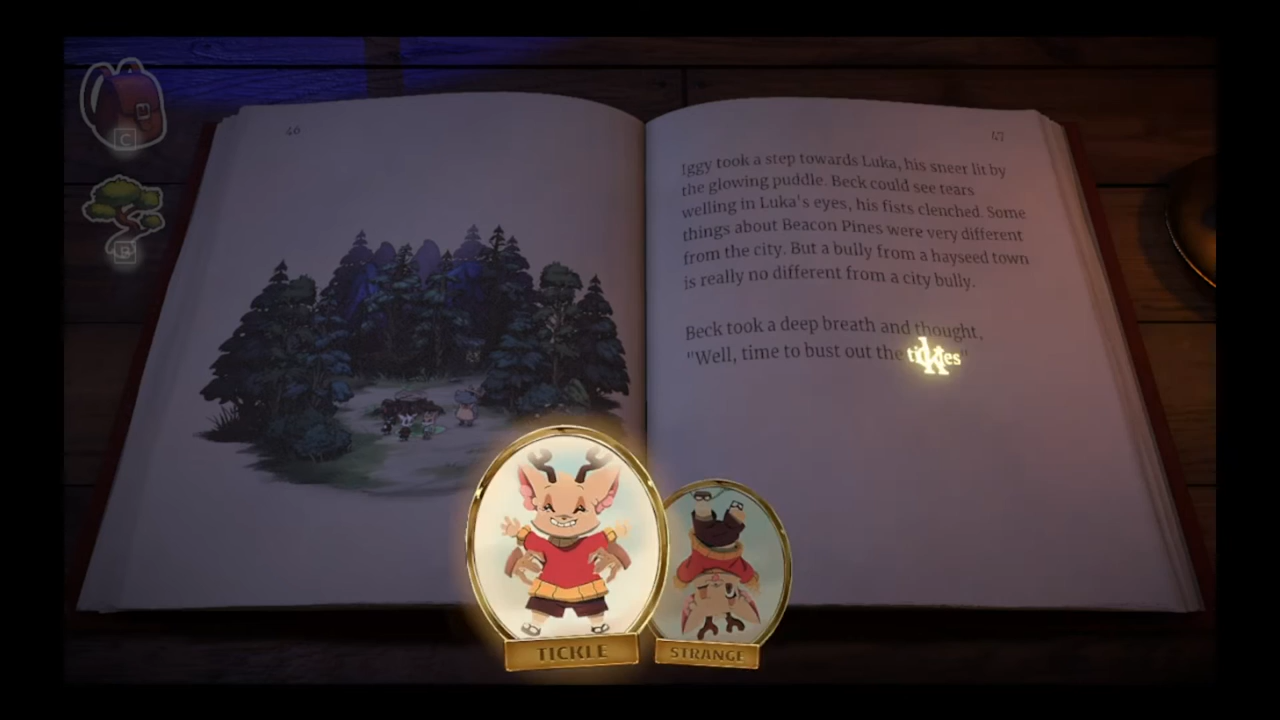 C
46
47
Iggy took a step towards Luka, his sneer lit by
the glowing puddle. Beck could see tears
welling in Luka's eyes, his fists clenched. Some
things about Beacon Pines were very different
from the city. But a bully from a hayseed town
is really no different from a city bully.
Beck took a deep breath and thought,
"Well, time to bust out the tickles"
TICKLE
STRANGE